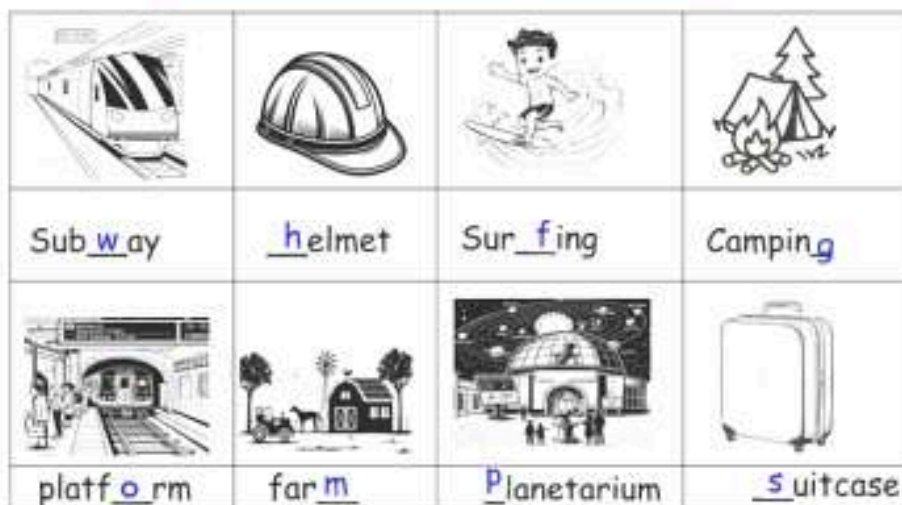 Subway
helmet
Surfing
Camping
platform
farm
planetarium
suitcase